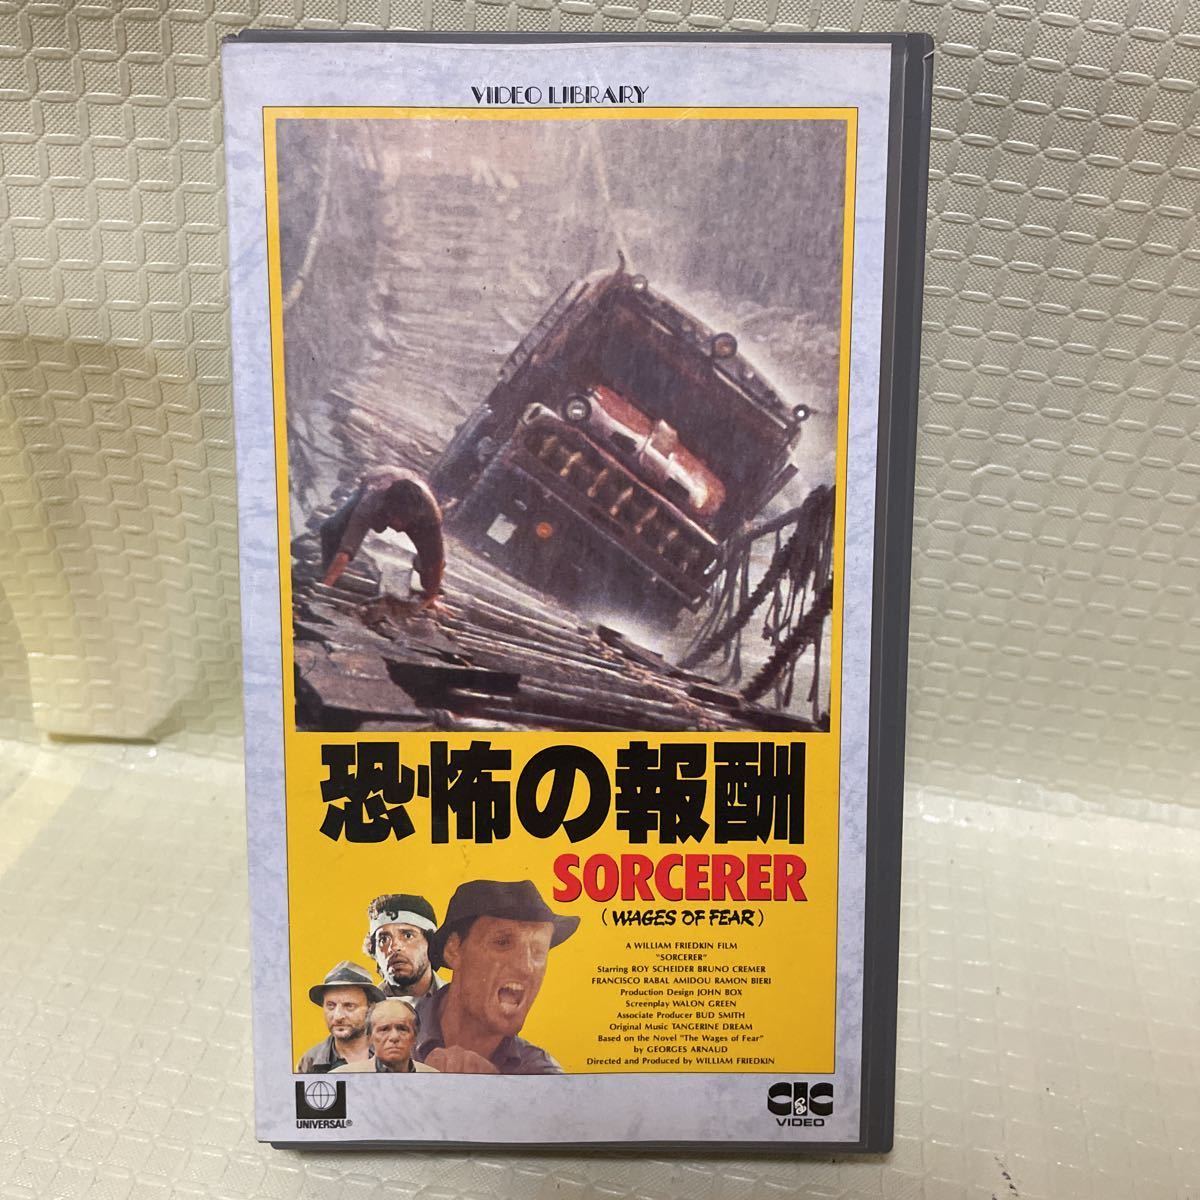 VIDEO LIBRARY
恐怖の報酬
SORCERER
(WAGES OF FEAR)
A WILLIAM FRIEDKIN FILM
"SORCERER"
Starring ROY SCHEIDER BRUNO CREMER
FRANCISCO RABAL AMIDOU RAMON BIERI
Production Design JOHN BOX
Screenplay WALON GREEN
Associate Producer BUD SMITH
Original Music TANGERINE DREAM
Based on the Novel "The Wages of Fear"
by GEORGES ARNAUD
Directed and Produced by WILLIAM FRIEDKIN
UNIVERSAL®
CIC
VIDEO